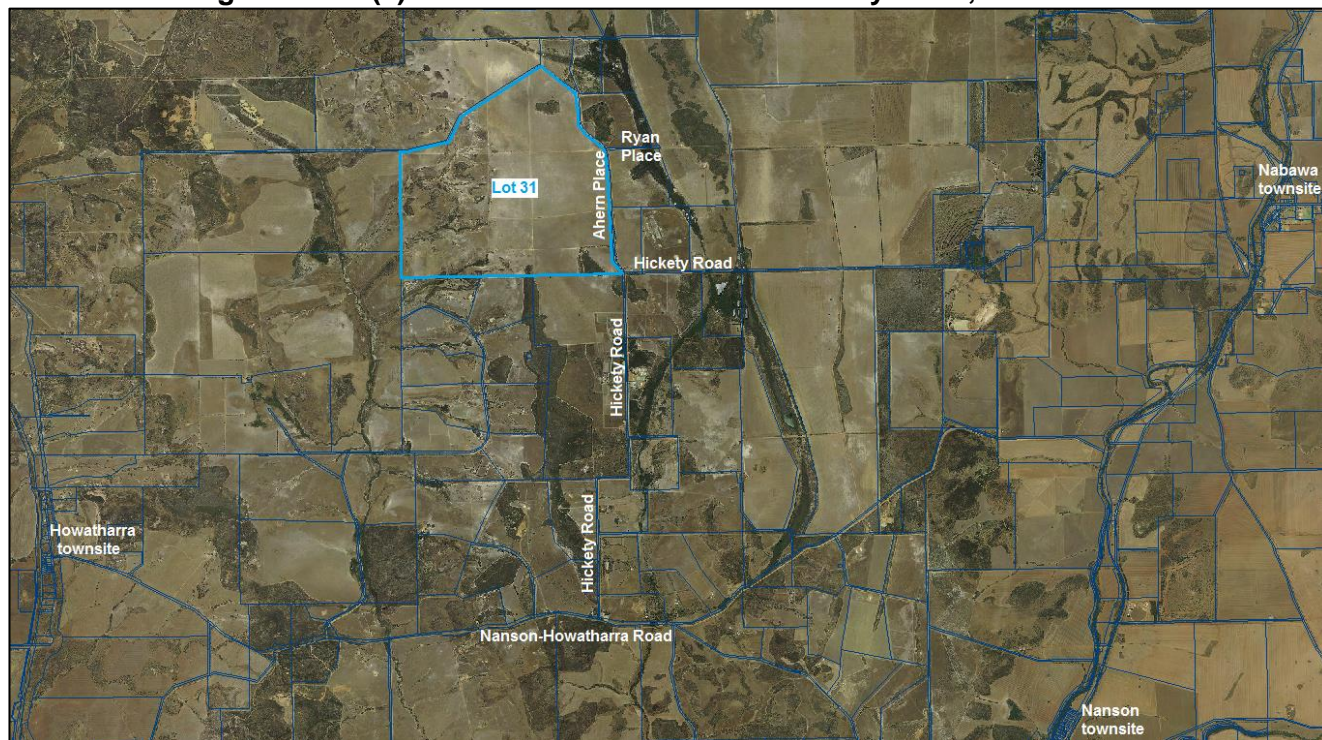 Ryan
Place
Nabawa
townsite
Lot 31
Ahern Place
Hickety Road
Hickety Road
Howatharra
townsite
Hickety Road
Nanson-Howatharra Road
Nanson
townsite